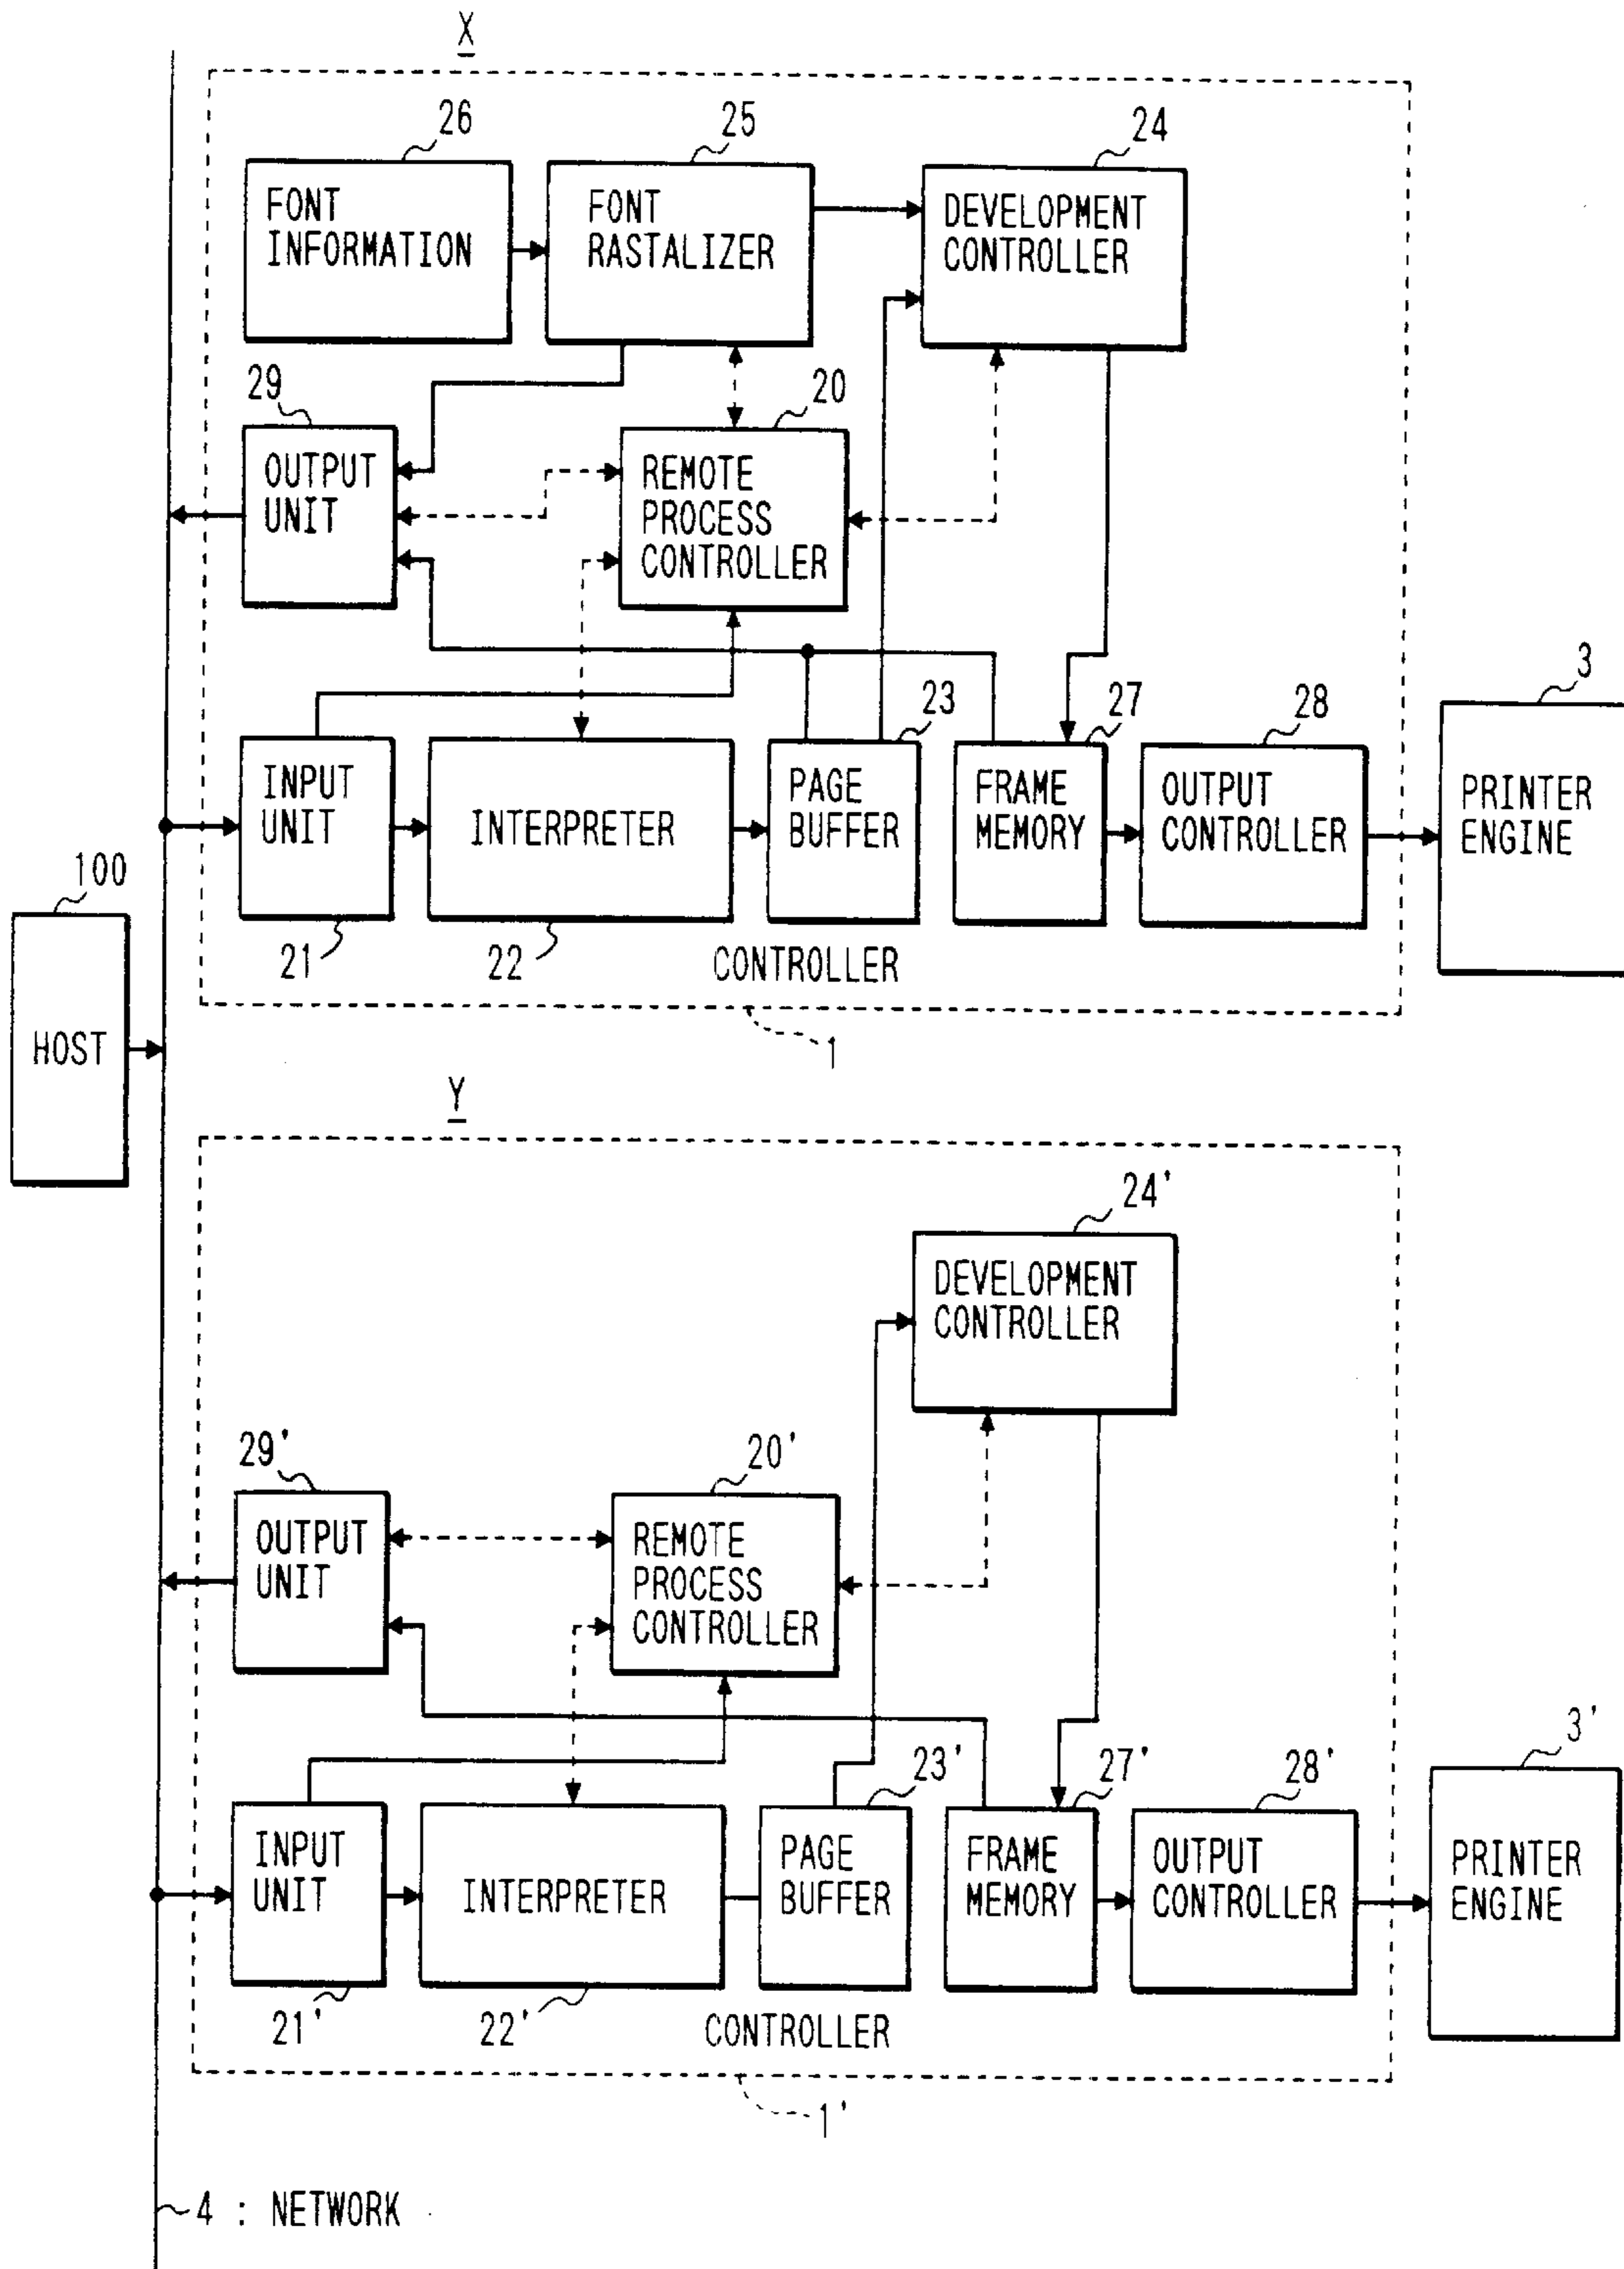 X
26
25
24
FONT
INFORMATION
FONT
RASTALIZER
DEVELOPMENT
CONTROLLER
29
20
OUTPUT
UNIT
REMOTE
PROCESS
CONTROLLER
23
27
28
3
INPUT
UNIT
INTERPRETER
PAGE
BUFFER
FRAME
MEMORY
OUTPUT
CONTROLLER
PRINTER
ENGINE
100
HOST
21
22
CONTROLLER
1
Y
24'
DEVELOPMENT
CONTROLLER
29'
20'
OUTPUT
UNIT
REMOTE
PROCESS
CONTROLLER
23'
27'
28'
3'
INPUT
UNIT
INTERPRETER
PAGE
BUFFER
FRAME
MEMORY
OUTPUT
CONTROLLER
PRINTER
ENGINE
21'
22'
CONTROLLER
1'
4 : NETWORK